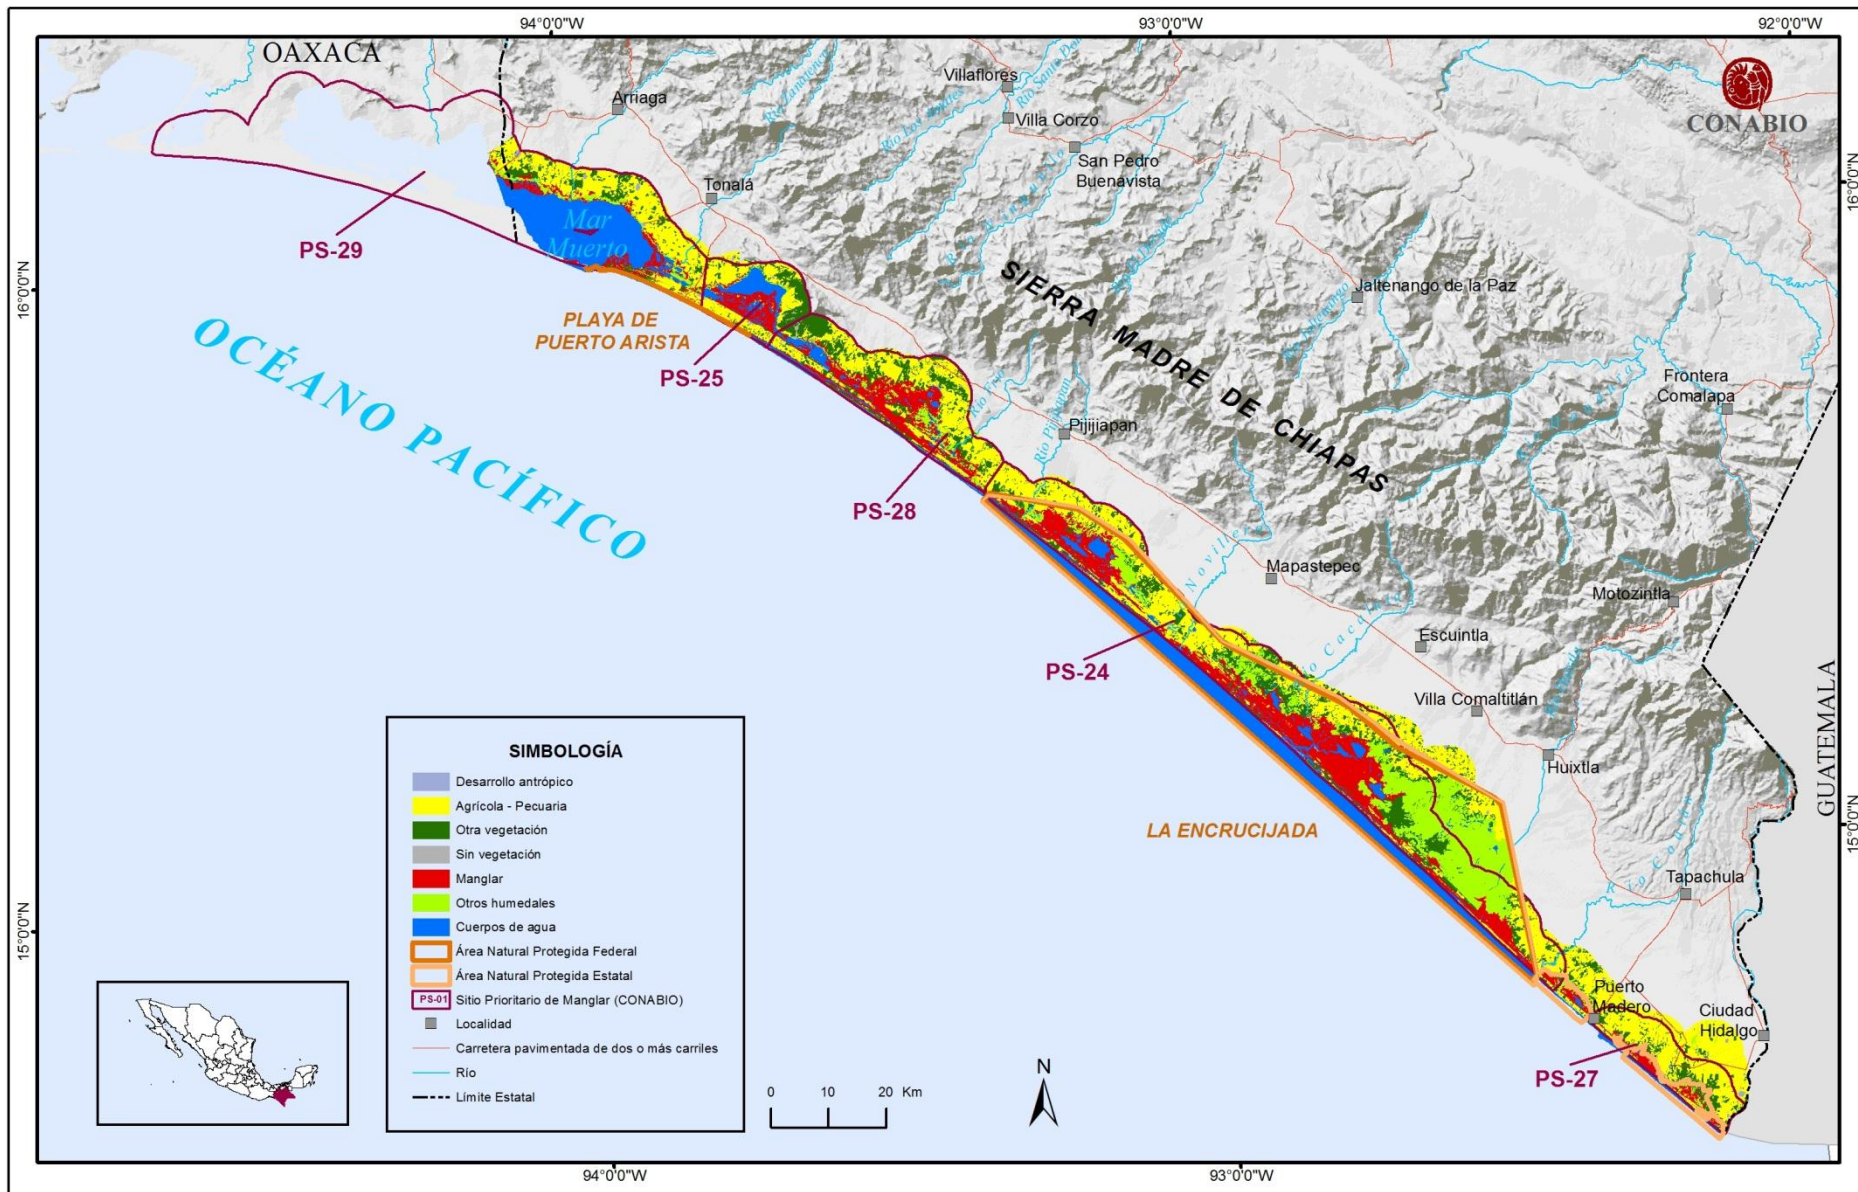 94°0'0"W
93°0'0"W
92°0'0"W
OAXACA
Villaflores
Arriaga
Villa Corzo
CONABIO
San Pedro
Buenavista
Tonalá
16°0'0"N
Mar
Muerto
PS-29
16°0'0"N
SIERRA MADRE DE CHIAPAS
Jaltenango de la Paz
PLAYA DE
PUERTO ARISTA
OCÉANO PACÍFICO
PS-25
Frontera
Comalapa
Río Pijijiapan
Pijijiapan
PS-28
Mapastepec
Motozintla
Escuintla
PS-24
GUATEMALA
Villa Comaltitlán
Huixtla
LA ENCRUCIJADA
15°0'0"N
Tapachula
15°0'0"N
Puerto
Madero
Ciudad
Hidalgo
PS-27
SIMBOLOGÍA
Desarrollo antrópico
Agrícola - Pecuaria
Otra vegetación
Sin vegetación
Manglar
Otros humedales
Cuerpos de agua
Área Natural Protegida Federal
Área Natural Protegida Estatal
PS-01 Sitio Prioritario de Manglar (CONABIO)
Localidad
Carretera pavimentada de dos o más carriles
Río
Límite Estatal
N
0 10 20 Km
94°0'0"W
93°0'0"W